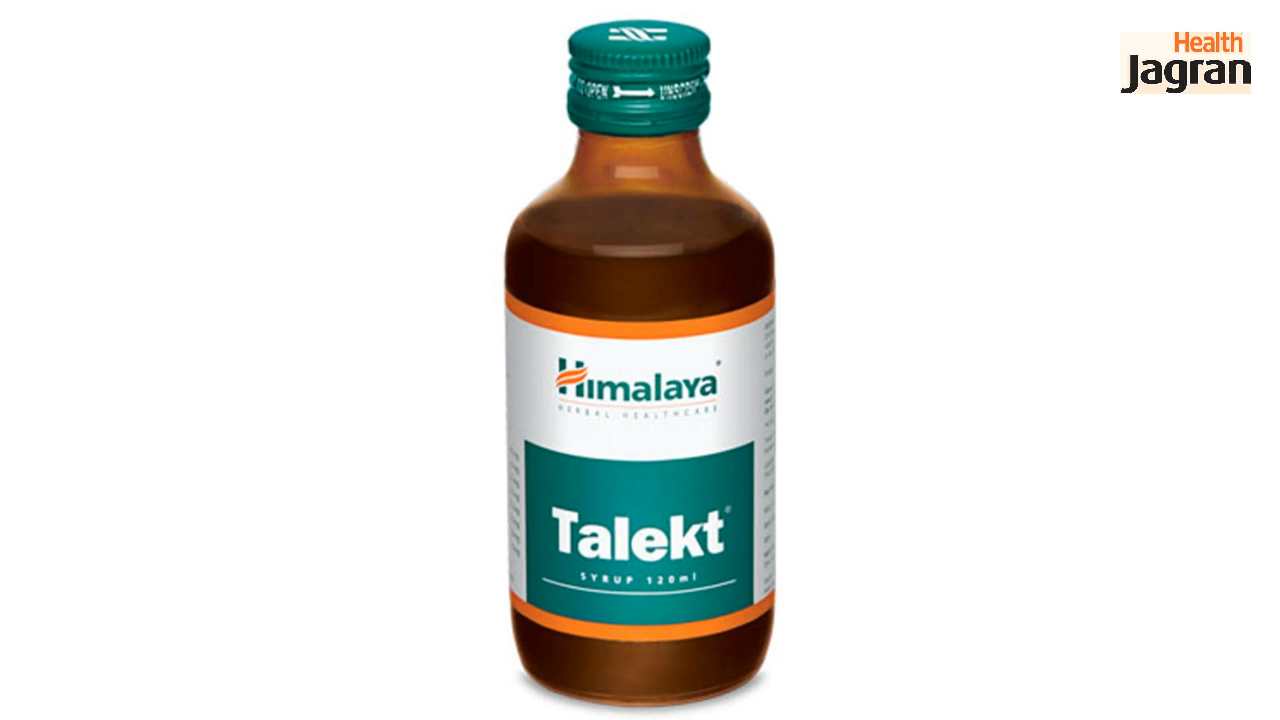 Health
Jagran
TO OPEN UNSCREW
Himalaya
HERBAL HEALTHCARE
Talekt®
SYRUP 120ml